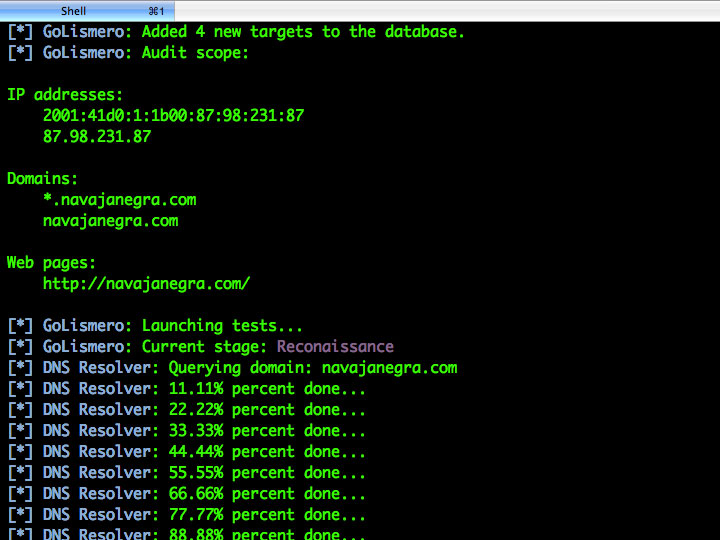 Shell ⌘1
[*] GoLismero: Added 4 new targets to the database.
[*] GoLismero: Audit scope:
IP addresses:
2001:41d0:1:1b00:87:98:231:87
87.98.231.87
Domains:
*.navajanegra.com
navajanegra.com
Web pages:
http://navajanegra.com/
[*] GoLismero: Launching tests...
[*] GoLismero: Current stage: Reconaissance
[*] DNS Resolver: Querying domain: navajanegra.com
[*] DNS Resolver: 11.11% percent done...
[*] DNS Resolver: 22.22% percent done...
[*] DNS Resolver: 33.33% percent done...
[*] DNS Resolver: 44.44% percent done...
[*] DNS Resolver: 55.55% percent done...
[*] DNS Resolver: 66.66% percent done...
[*] DNS Resolver: 77.77% percent done...
[*] DNS Resolver: 88.88% percent done...